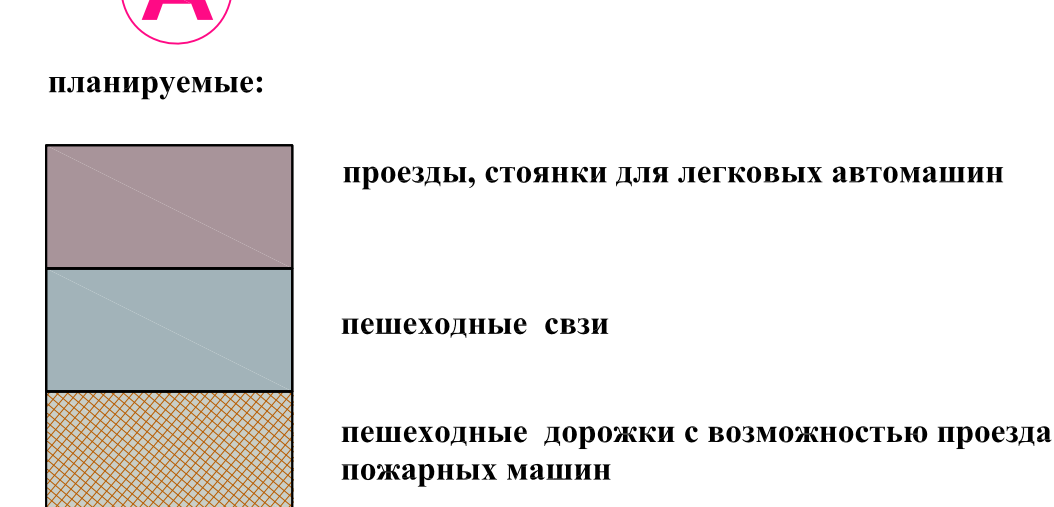 А
планируемые:
проезды, стоянки для легковых автомашин
пешеходные свзи
пешеходные дорожки с возможностью проезда
пожарных машин